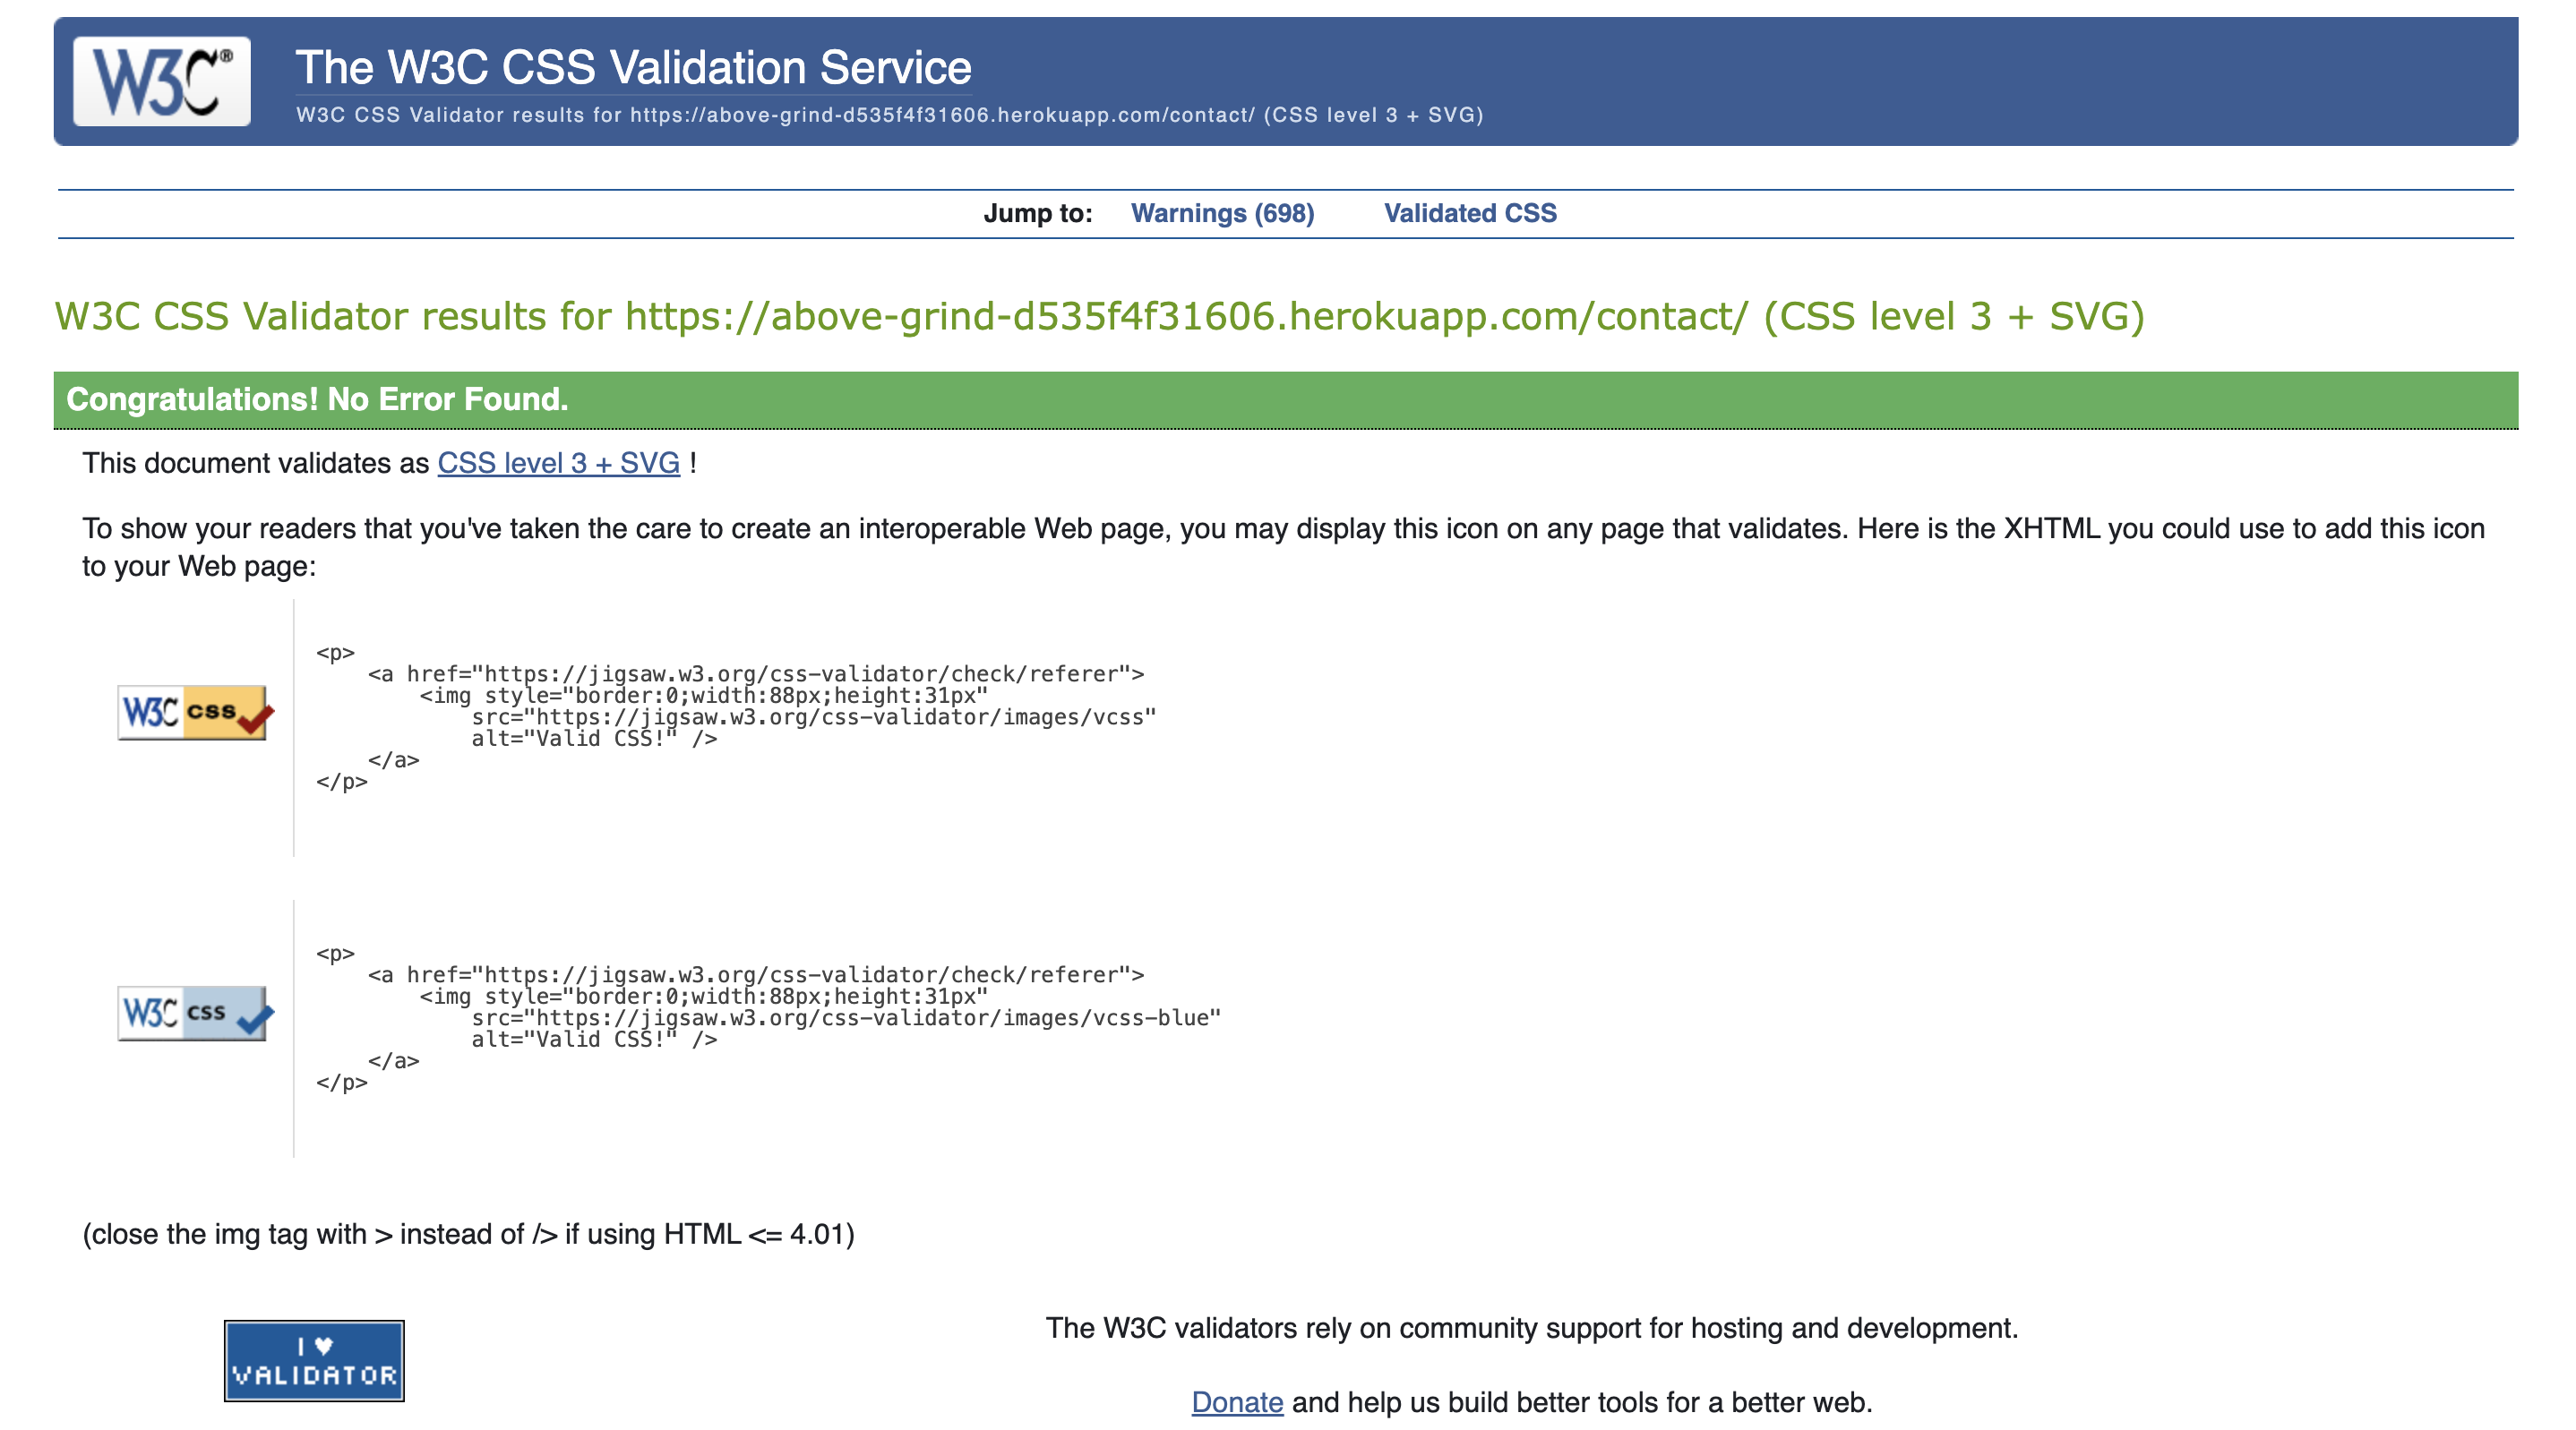 W3C®
The W3C CSS Validation Service
W3C CSS Validator results for https://above-grind-d535f4f31606.herokuapp.com/contact/ (CSS level 3 + SVG)
Jump to: Warnings (698) Validated CSS
W3C CSS Validator results for https://above-grind-d535f4f31606.herokuapp.com/contact/ (CSS level 3 + SVG)
Congratulations! No Error Found.
This document validates as CSS level 3 + SVG !
To show your readers that you've taken the care to create an interoperable Web page, you may display this icon on any page that validates. Here is the XHTML you could use to add this icon
to your Web page:
W3C css
<p>
    <a href="https://jigsaw.w3.org/css-validator/check/referer">
        <img style="border:0;width:88px;height:31px"
            src="https://jigsaw.w3.org/css-validator/images/vcss"
            alt="Valid CSS!" />
    </a>
</p>
W3C css
<p>
    <a href="https://jigsaw.w3.org/css-validator/check/referer">
        <img style="border:0;width:88px;height:31px"
            src="https://jigsaw.w3.org/css-validator/images/vcss-blue"
            alt="Valid CSS!" />
    </a>
</p>
(close the img tag with > instead of /> if using HTML <= 4.01)
I ♥
VALIDATOR
The W3C validators rely on community support for hosting and development.
Donate and help us build better tools for a better web.